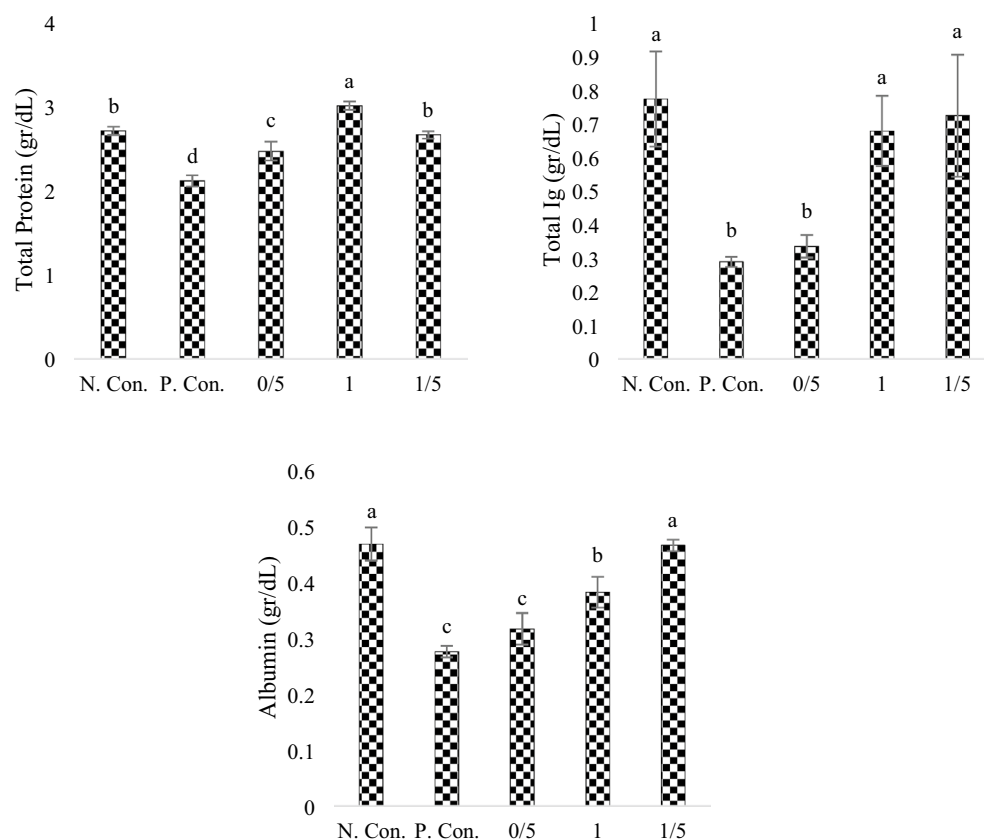 Total Protein (gr/dL)
4
3
2
1
0
b
d
c
a
b
N. Con.
P. Con.
0/5
1
1/5
Total Ig (gr/dL)
1
0.9
0.8
0.7
0.6
0.5
0.4
0.3
0.2
0.1
0
a
b
b
a
a
N. Con.
P. Con.
0/5
1
1/5
Albumin (gr/dL)
0.6
0.5
0.4
0.3
0.2
0.1
0
a
c
c
b
a
N. Con.
P. Con.
0/5
1
1/5